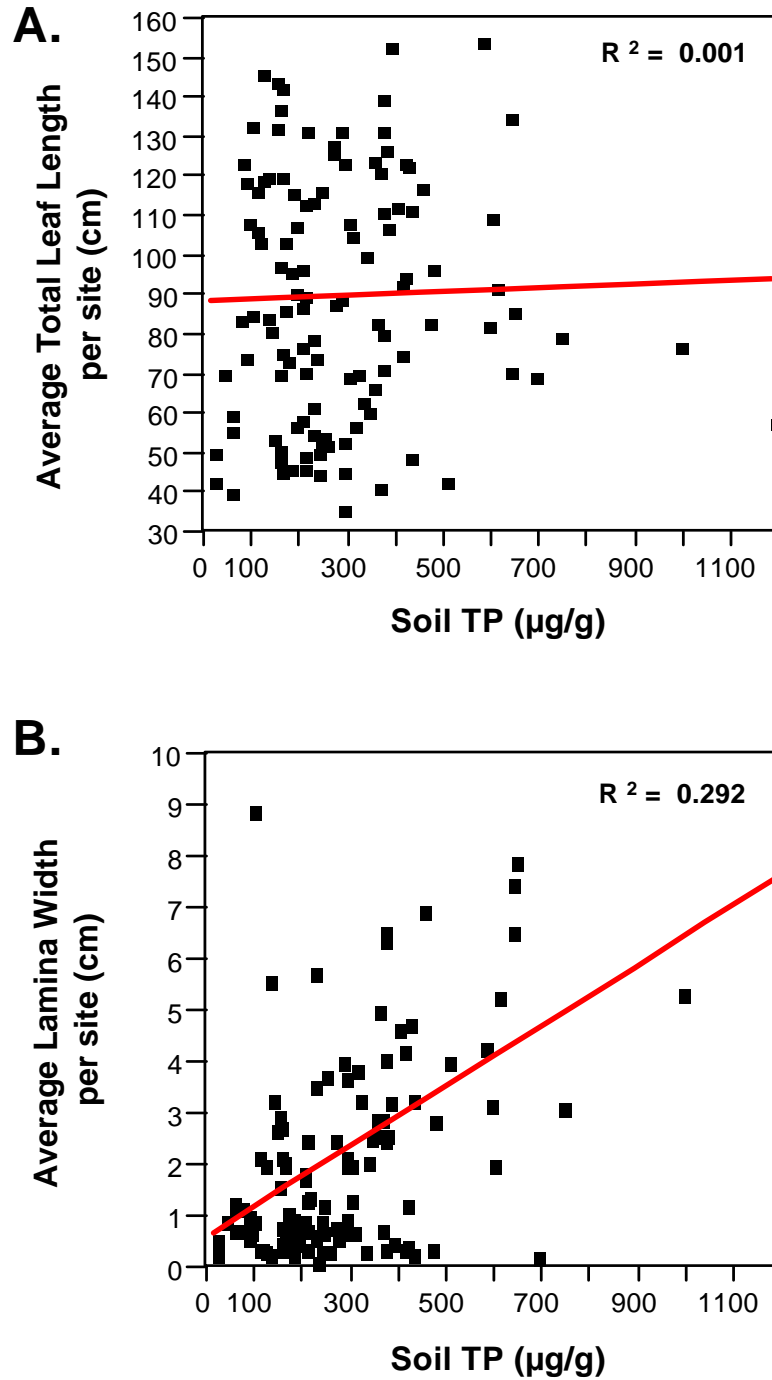 A.
R² = 0.001
Average Total Leaf Length
per site (cm)
160
150
140
130
120
110
100
90
80
70
60
50
40
30
0 100 300 500 700 900 1100
Soil TP (µg/g)
B.
R² = 0.292
Average Lamina Width
per site (cm)
10
9
8
7
6
5
4
3
2
1
0
0 100 300 500 700 900 1100
Soil TP (µg/g)